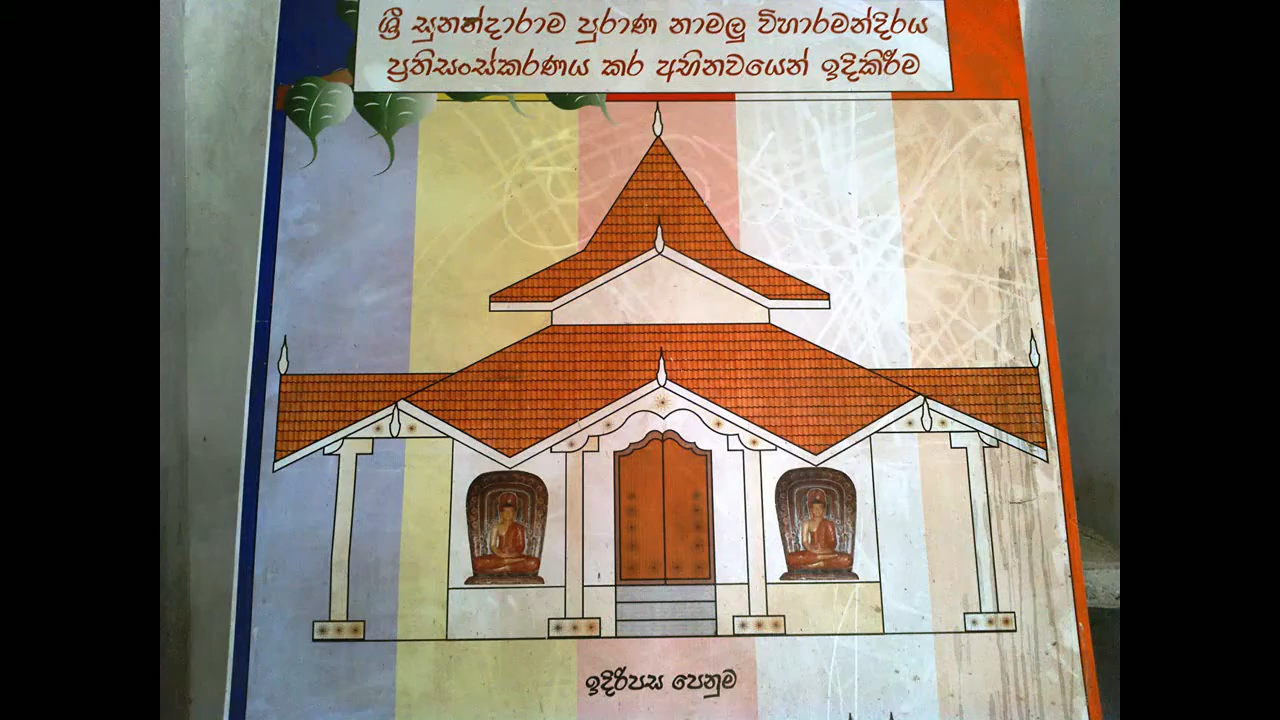 ශ්‍රී සුනන්දාරාම පුරාණ නාමලු විහාරමන්දිරය
ප්‍රතිසංස්කරණය කර අභිනවයෙන් ඉදිකිරීම
ඉදිරිපස පෙනුම